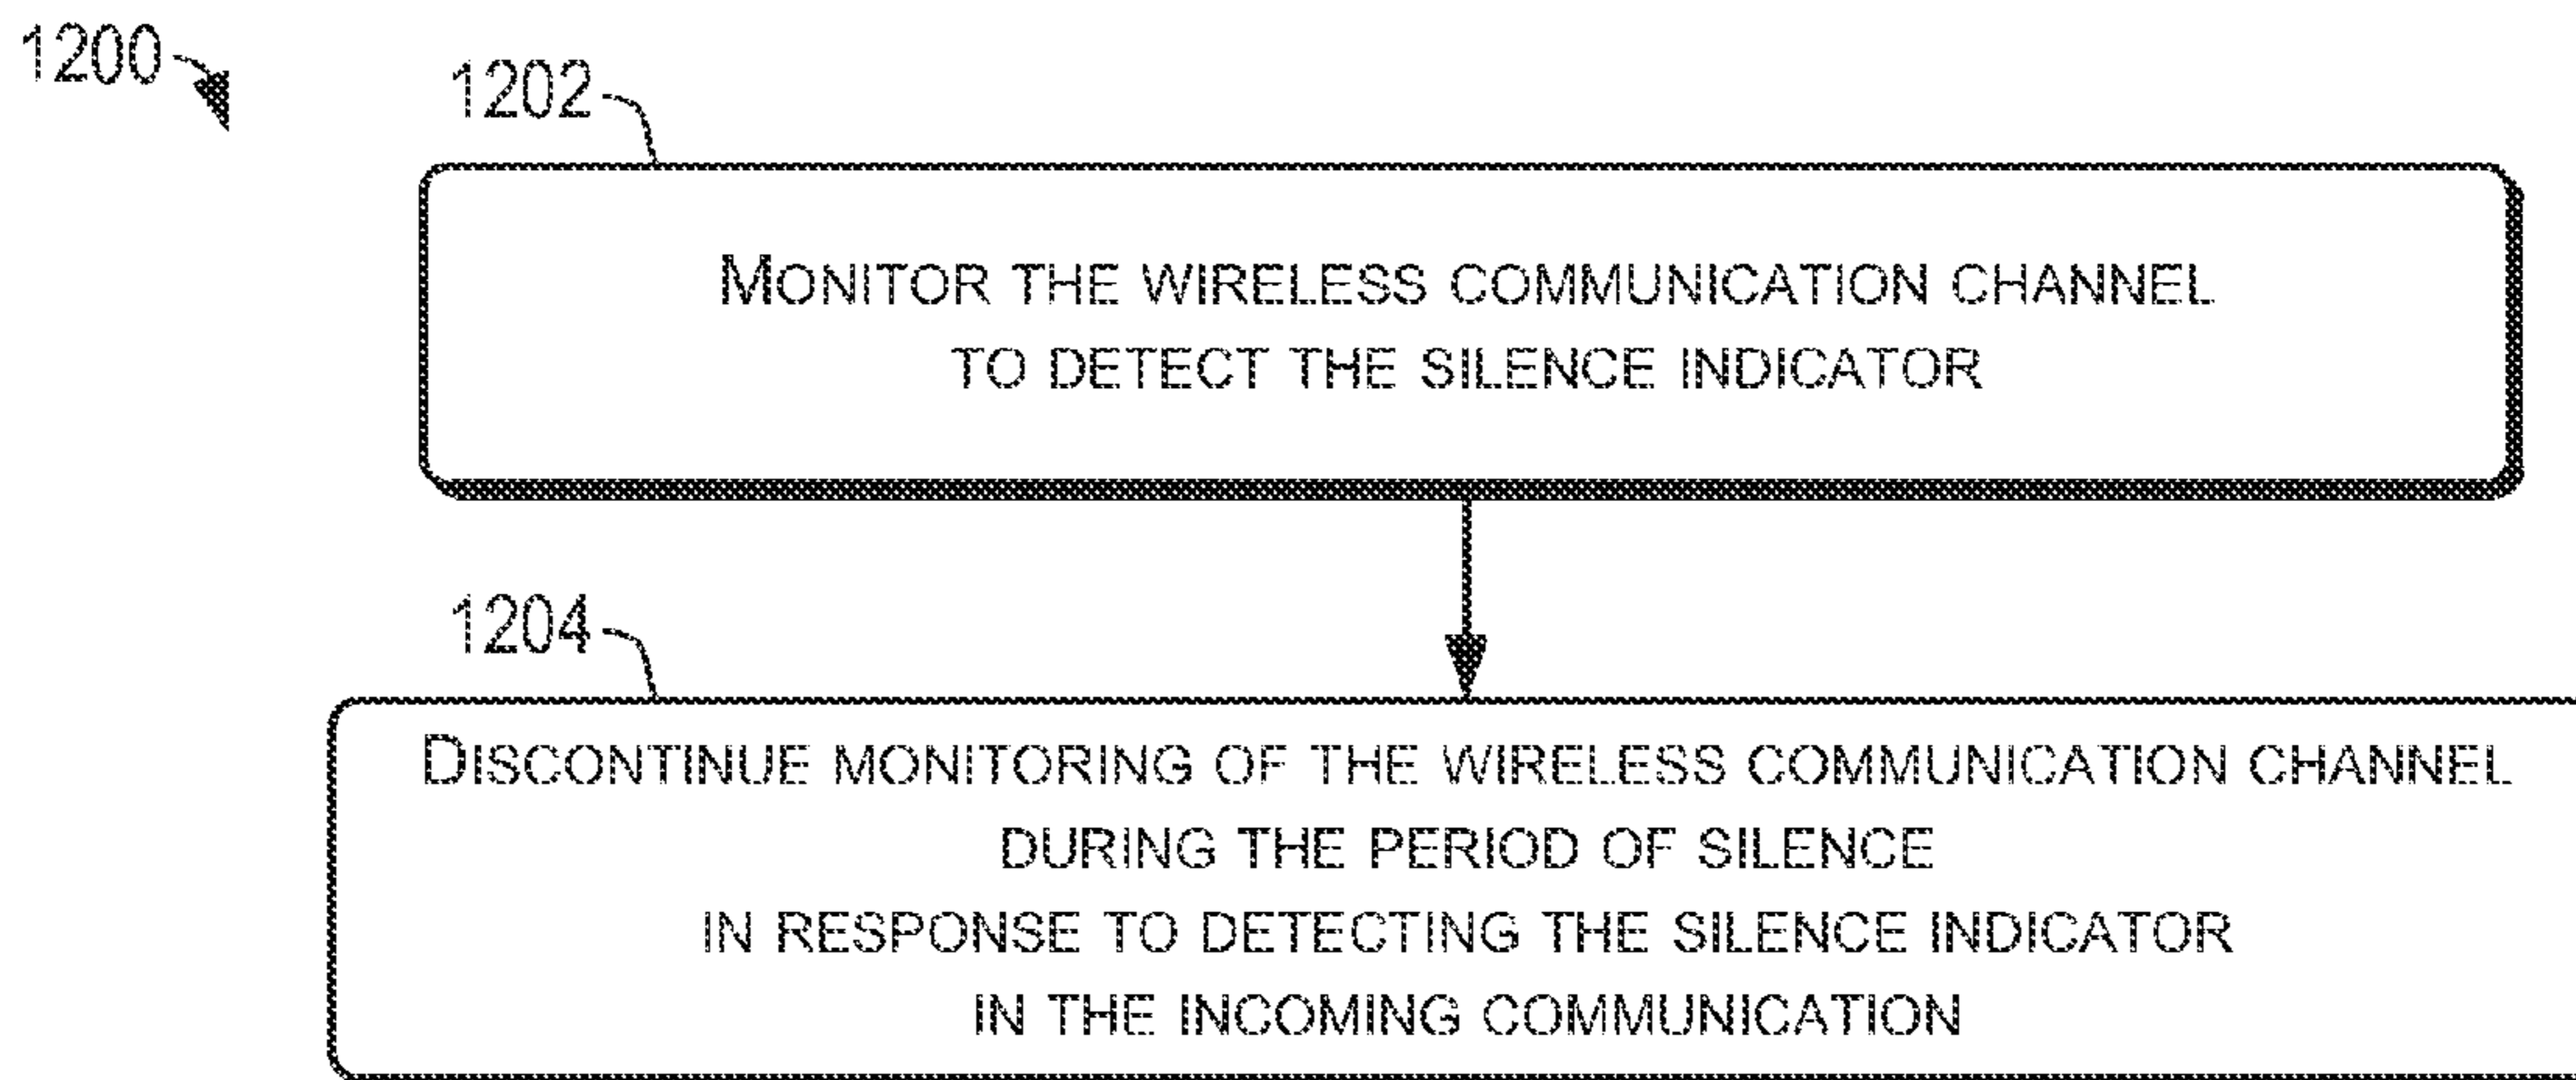 1200
1202
MONITOR THE WIRELESS COMMUNICATION CHANNEL
TO DETECT THE SILENCE INDICATOR
1204
DISCONTINUE MONITORING OF THE WIRELESS COMMUNICATION CHANNEL
DURING THE PERIOD OF SILENCE
IN RESPONSE TO DETECTING THE SILENCE INDICATOR
IN THE INCOMING COMMUNICATION